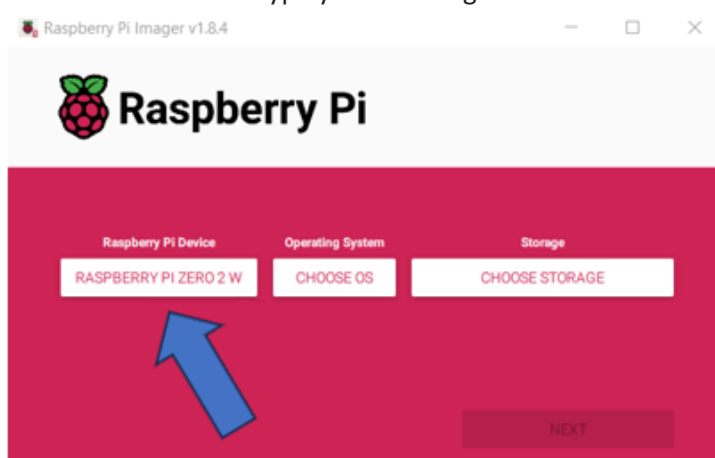 Raspberry Pi Imager v1.8.4
Raspberry Pi
Raspberry Pi Device
Operating System
Storage
RASPBERRY PI ZERO 2 W
CHOOSE OS
CHOOSE STORAGE
NEXT